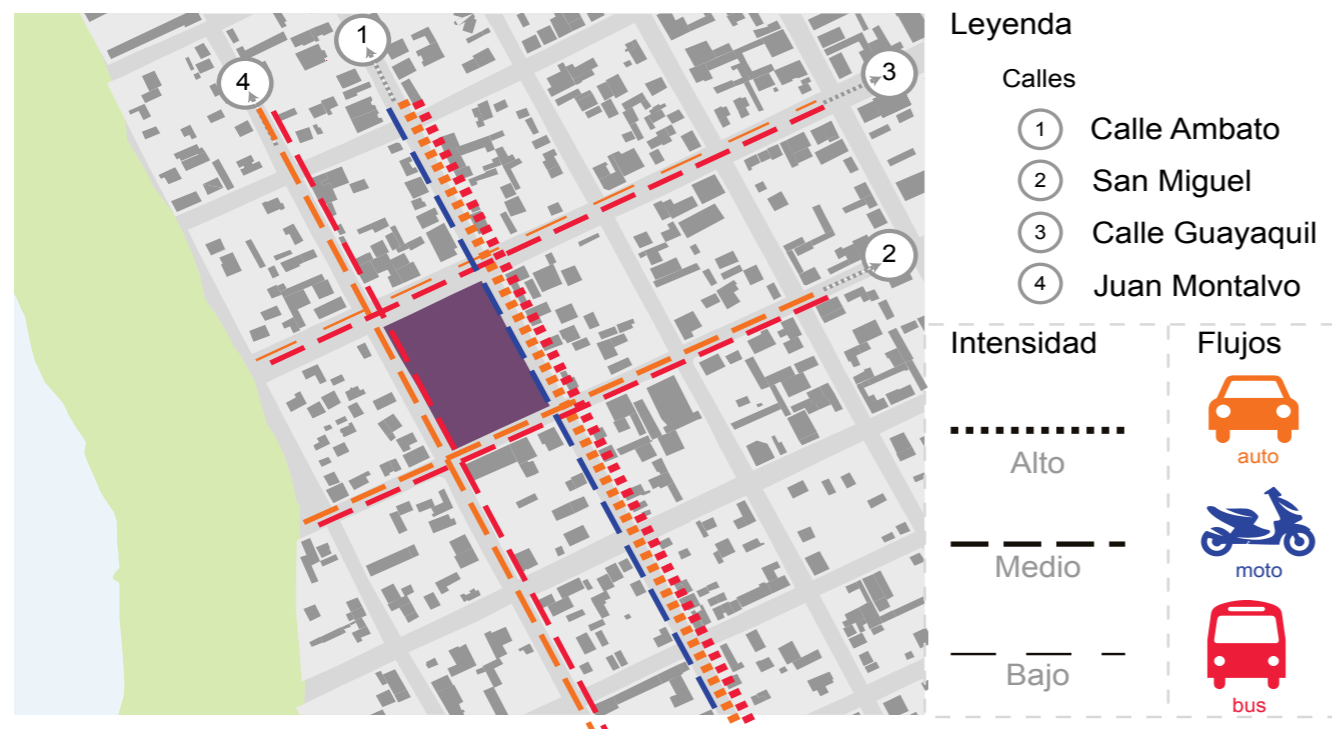 1
4
3
2
Leyenda
Calles
1 Calle Ambato
2 San Miguel
3 Calle Guayaquil
4 Juan Montalvo
Intensidad
Alto
Medio
Bajo
Flujos
auto
moto
bus